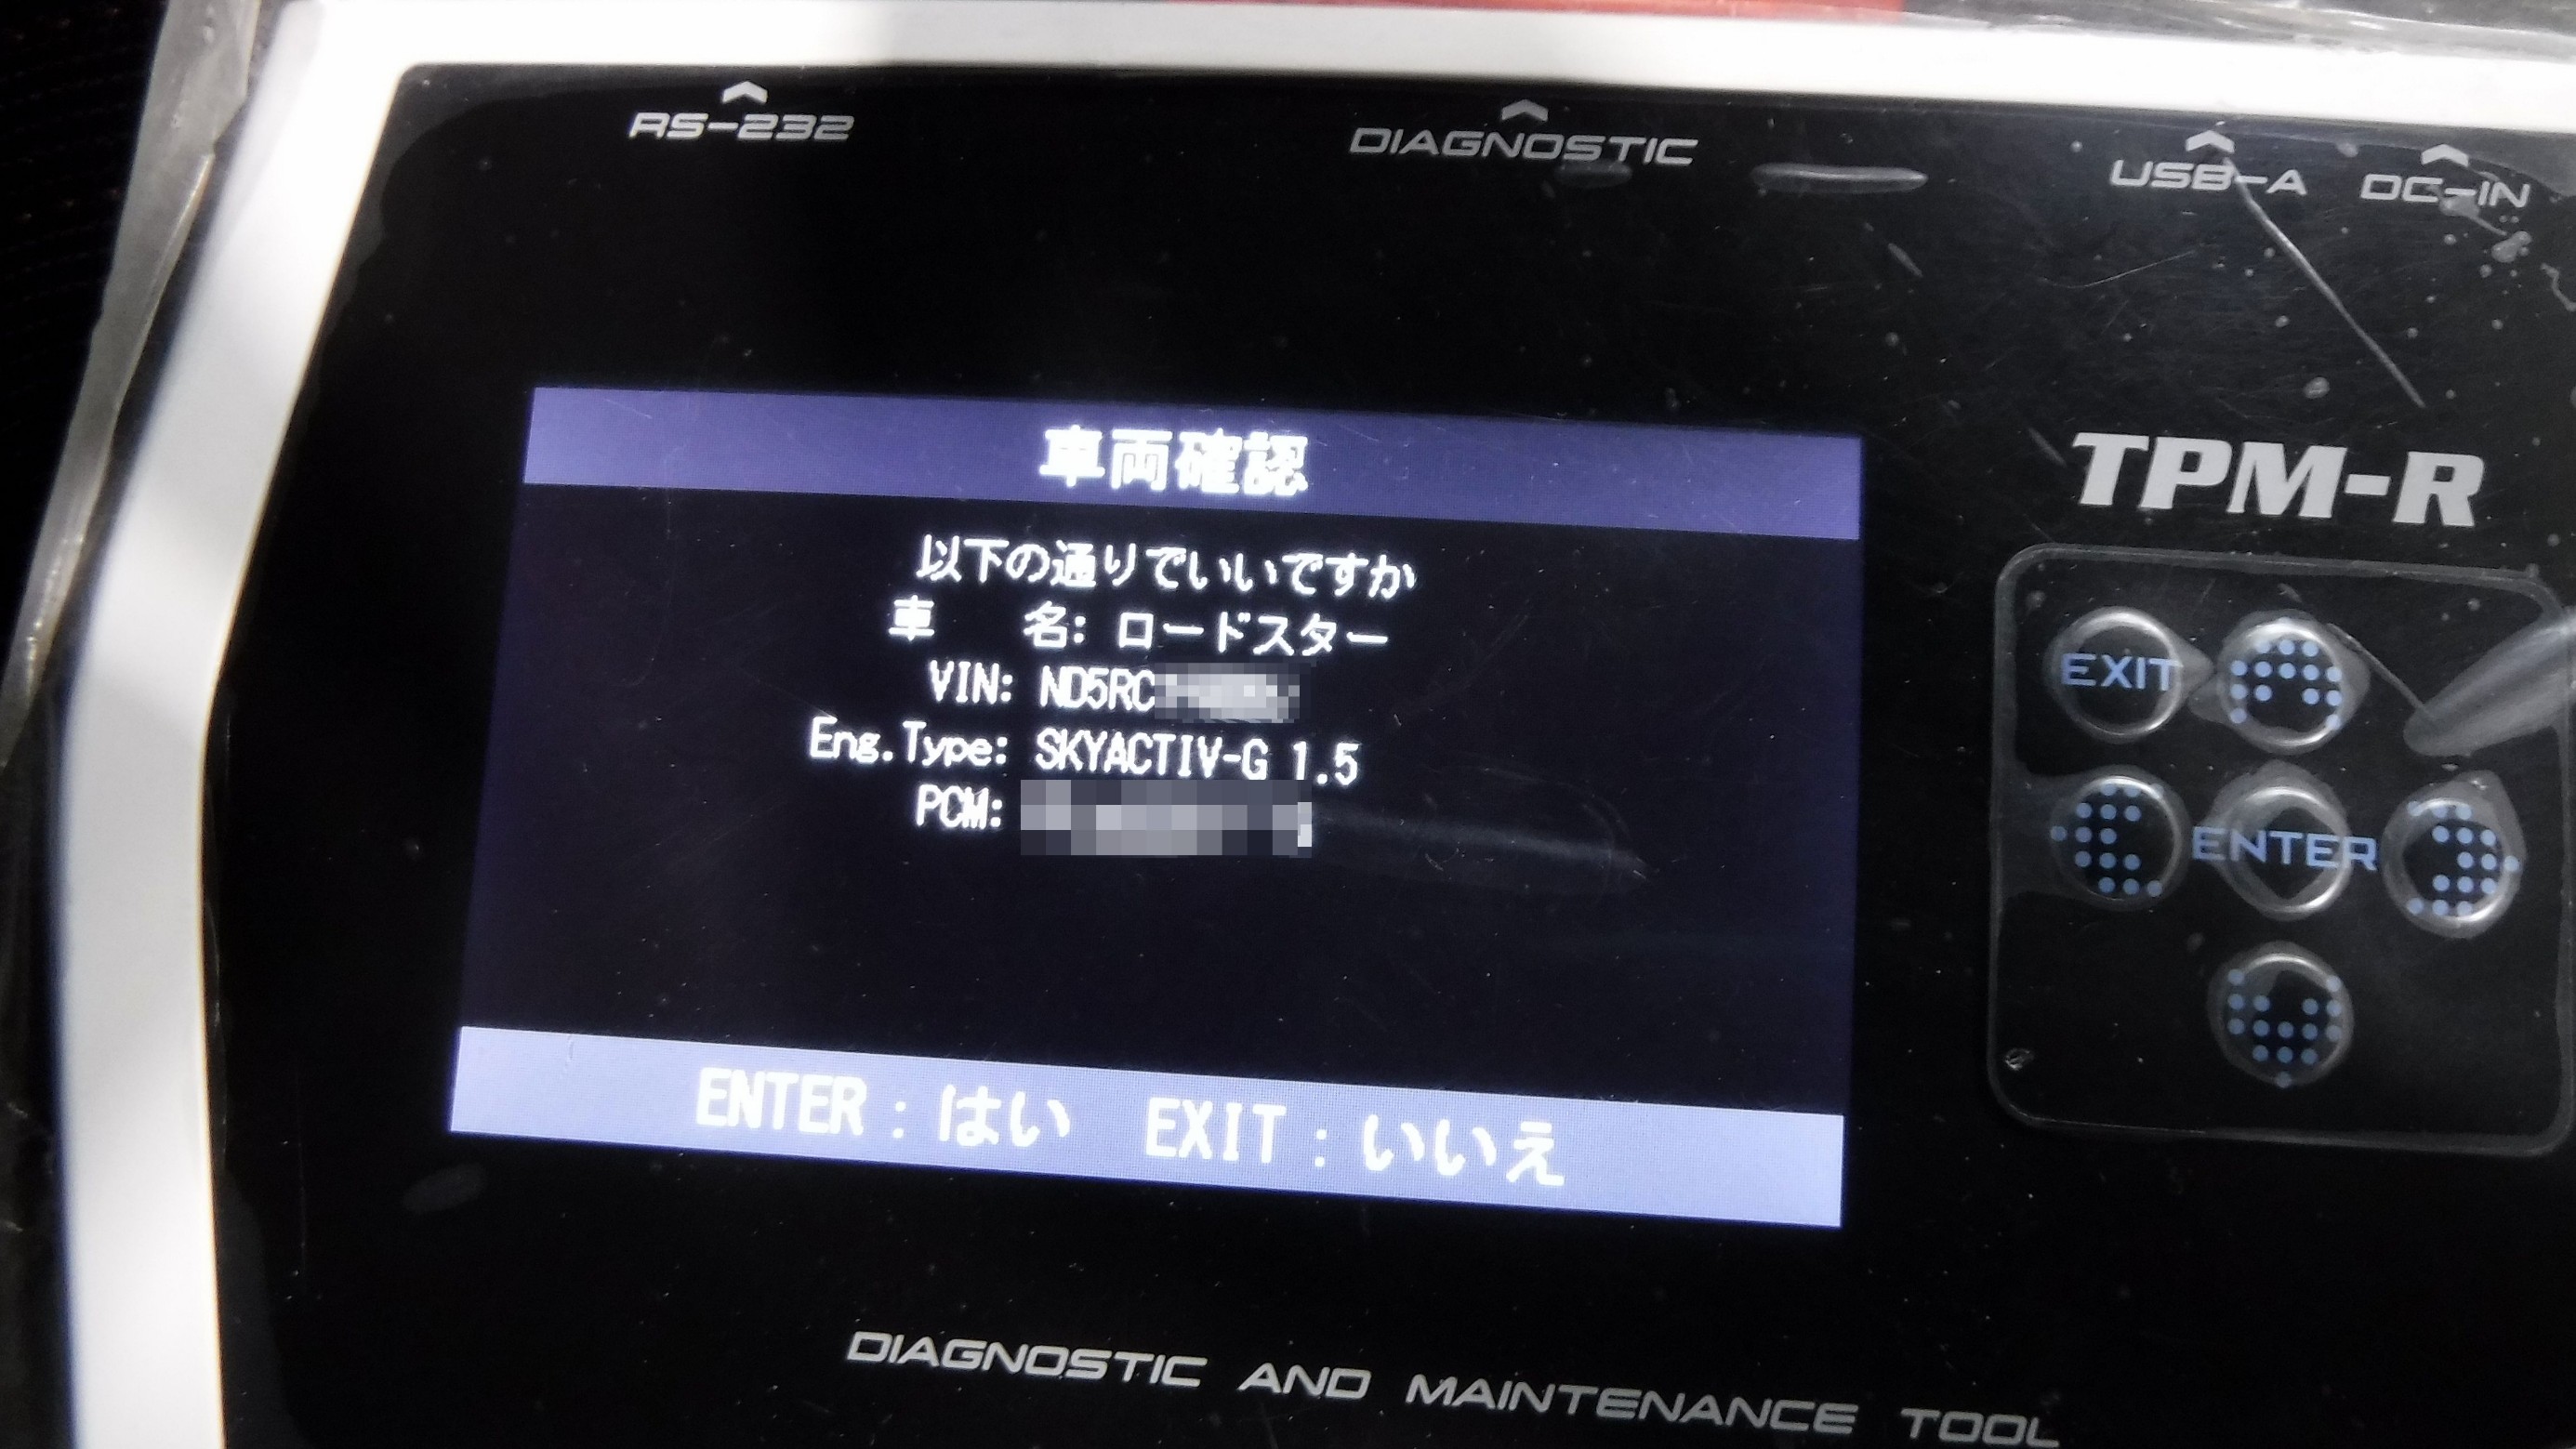 RS-232
DIAGNOSTIC
USB-A
DC-IN
車両確認
以下の通りでいいですか
車　名: ロードスター
VIN: ND5RC
Eng.Type: SKYACTIV-G 1.5
PCM:
ENTER : はい　EXIT : いいえ
TPM-R
EXIT
ENTER
DIAGNOSTIC AND MAINTENANCE TOOL